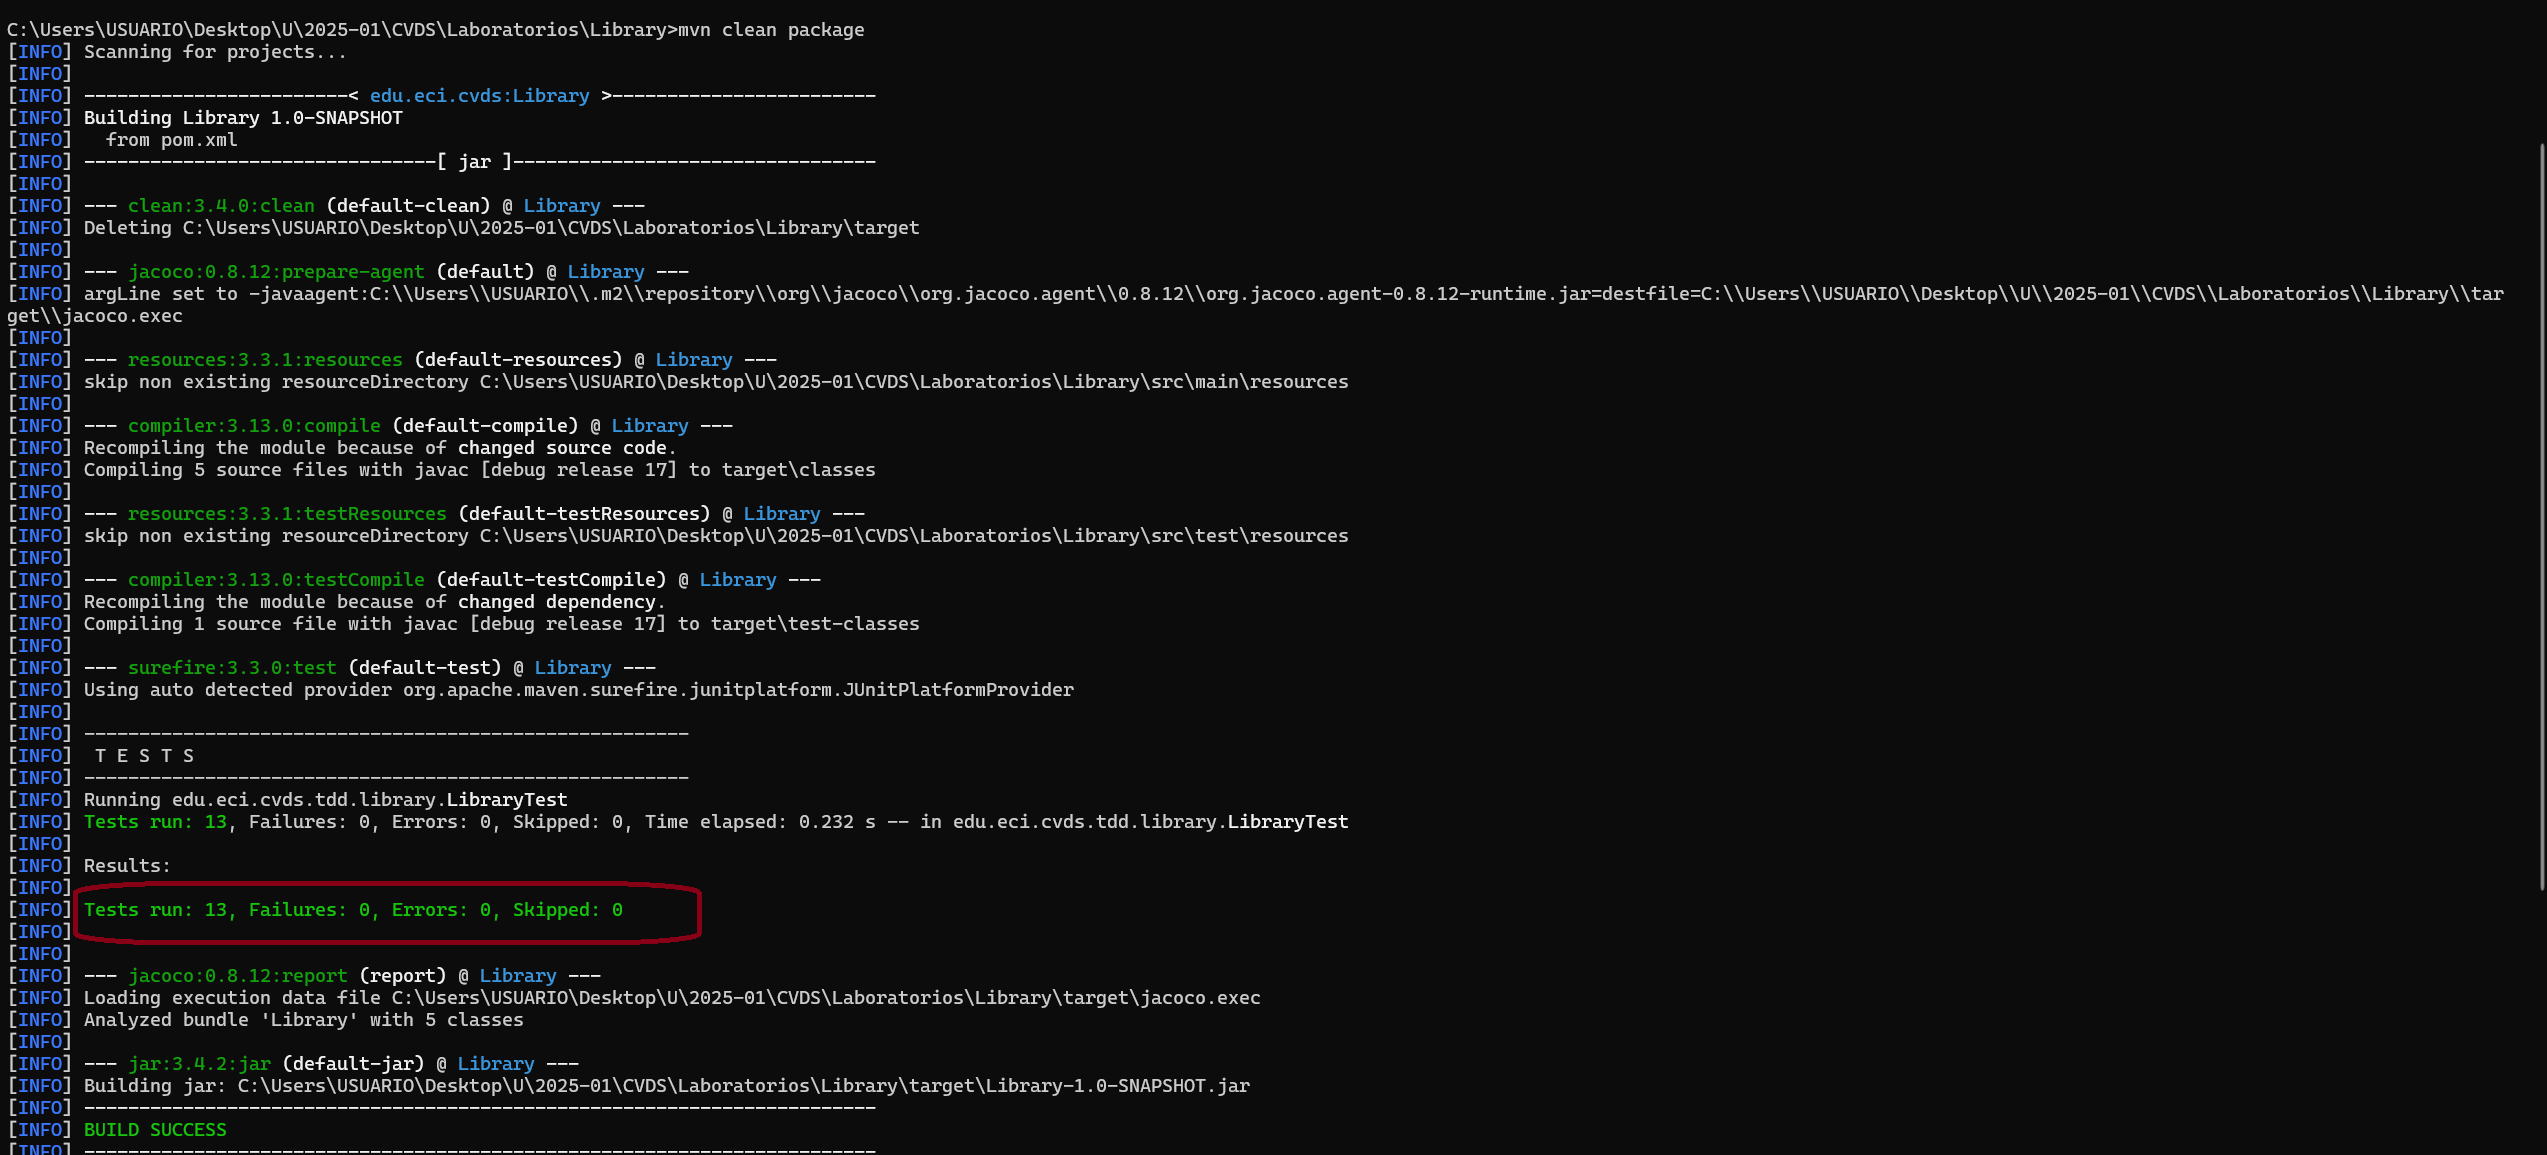 C:\Users\USUARIO\Desktop\U\2025-01\CVDS\Laboratorios\Library>mvn clean package
[INFO] Scanning for projects...
[INFO]
[INFO] ------------------------< edu.eci.cvds:Library >------------------------
[INFO] Building Library 1.0-SNAPSHOT
[INFO]   from pom.xml
[INFO] --------------------------------[ jar ]---------------------------------
[INFO]
[INFO] --- clean:3.4.0:clean (default-clean) @ Library ---
[INFO] Deleting C:\Users\USUARIO\Desktop\U\2025-01\CVDS\Laboratorios\Library\target
[INFO]
[INFO] --- jacoco:0.8.12:prepare-agent (default) @ Library ---
[INFO] argLine set to -javaagent:C:\\Users\\USUARIO\\.m2\\repository\\org\\jacoco\\org.jacoco.agent\\0.8.12\\org.jacoco.agent-0.8.12-runtime.jar=destfile=C:\\Users\\USUARIO\\Desktop\\U\\2025-01\\CVDS\\Laboratorios\\Library\\tar
get\\jacoco.exec
[INFO]
[INFO] --- resources:3.3.1:resources (default-resources) @ Library ---
[INFO] skip non existing resourceDirectory C:\Users\USUARIO\Desktop\U\2025-01\CVDS\Laboratorios\Library\src\main\resources
[INFO]
[INFO] --- compiler:3.13.0:compile (default-compile) @ Library ---
[INFO] Recompiling the module because of changed source code.
[INFO] Compiling 5 source files with javac [debug release 17] to target\classes
[INFO]
[INFO] --- resources:3.3.1:testResources (default-testResources) @ Library ---
[INFO] skip non existing resourceDirectory C:\Users\USUARIO\Desktop\U\2025-01\CVDS\Laboratorios\Library\src\test\resources
[INFO]
[INFO] --- compiler:3.13.0:testCompile (default-testCompile) @ Library ---
[INFO] Recompiling the module because of changed dependency.
[INFO] Compiling 1 source file with javac [debug release 17] to target\test-classes
[INFO]
[INFO] --- surefire:3.3.0:test (default-test) @ Library ---
[INFO] Using auto detected provider org.apache.maven.surefire.junitplatform.JUnitPlatformProvider
[INFO]
[INFO] -------------------------------------------------------
[INFO]  T E S T S
[INFO] -------------------------------------------------------
[INFO] Running edu.eci.cvds.tdd.library.LibraryTest
[INFO] Tests run: 13, Failures: 0, Errors: 0, Skipped: 0, Time elapsed: 0.232 s -- in edu.eci.cvds.tdd.library.LibraryTest
[INFO]
[INFO] Results:
[INFO]
[INFO] Tests run: 13, Failures: 0, Errors: 0, Skipped: 0
[INFO]
[INFO]
[INFO] --- jacoco:0.8.12:report (report) @ Library ---
[INFO] Loading execution data file C:\Users\USUARIO\Desktop\U\2025-01\CVDS\Laboratorios\Library\target\jacoco.exec
[INFO] Analyzed bundle 'Library' with 5 classes
[INFO]
[INFO] --- jar:3.4.2:jar (default-jar) @ Library ---
[INFO] Building jar: C:\Users\USUARIO\Desktop\U\2025-01\CVDS\Laboratorios\Library\target\Library-1.0-SNAPSHOT.jar
[INFO] ------------------------------------------------------------------------
[INFO] BUILD SUCCESS
[INFO] ------------------------------------------------------------------------